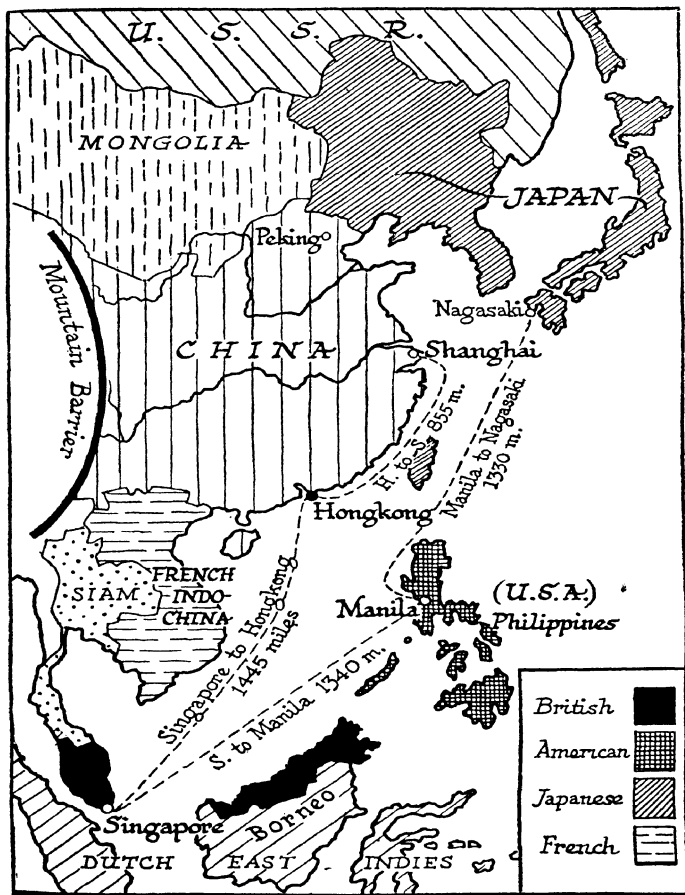 U. S. S. R.
MONGOLIA
JAPAN
Peking
Mountain Barrier
Nagasaki
CHINA
Shanghai
H. to S. 855 m.
Manila to Nagasaki
1330 m.
Hongkong
FRENCH
INDO-
CHINA
SIAM
Singapore to Hongkong
1445 miles
Manila
(U.S.A.)
Philippines
S. to Manila 1340 m.
British
American
Japanese
French
Singapore
Borneo
DUTCH EAST INDIES